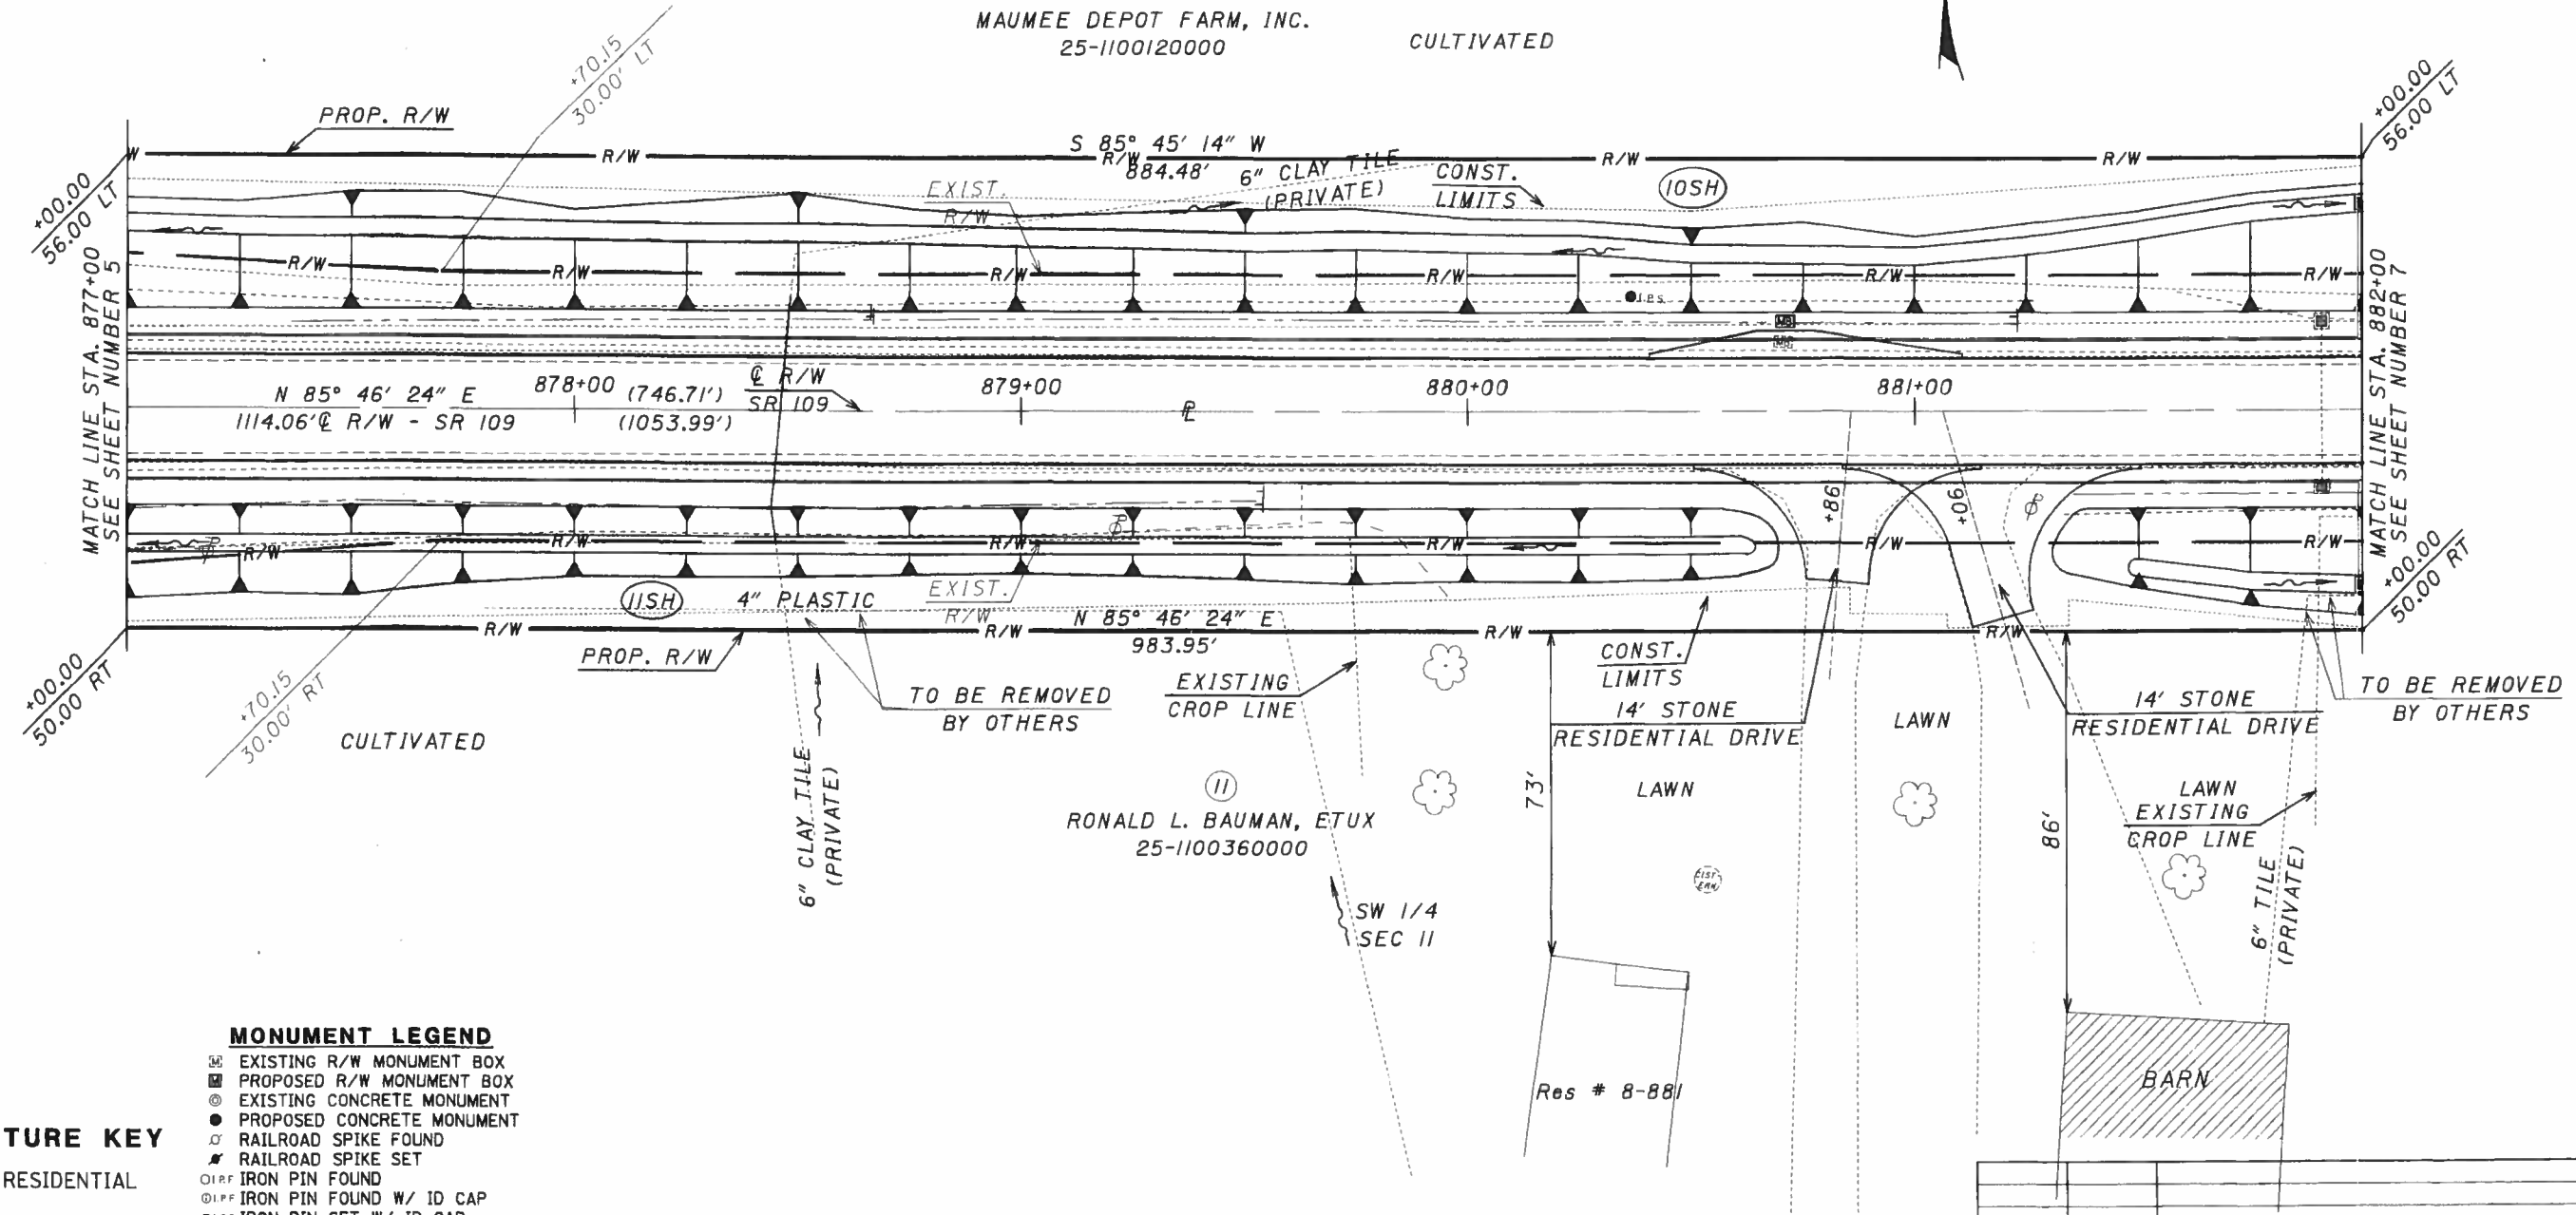 MAUMEE DEPOT FARM, INC.
25-1100120000
CULTIVATED
+70.15
30.00' LT
+00.00
56.00 LT
PROP. R/W
S 85° 45' 14" W
W
R/W
R/W
R/W
R/W
884.48'
6" CLAY TILE
(PRIVATE)
CONST.
LIMITS
10SH
EXIST.
R/W
+00.00
56.00 LT
R/W
R/W
R/W
R/W
R/W
R/W
I.P.S.
MB
MATCH LINE STA. 877+00
SEE SHEET NUMBER 5
MATCH LINE STA. 882+00
SEE SHEET NUMBER 7
N 85° 46' 24" E
1114.06' ℄ R/W - SR 109
878+00
(746.71')
(1053.99')
℄ R/W
SR 109
879+00
℄
880+00
881+00
+86
+06
R/W
R/W
R/W
R/W
R/W
R/W
11SH
4" PLASTIC
EXIST.
R/W
R/W
R/W
N 85° 46' 24" E
983.95'
R/W
R/W
+00.00
50.00 RT
+70.15
30.00' RT
+00.00
50.00 RT
PROP. R/W
TO BE REMOVED
BY OTHERS
EXISTING
CROP LINE
CONST.
LIMITS
14' STONE
RESIDENTIAL DRIVE
LAWN
14' STONE
RESIDENTIAL DRIVE
TO BE REMOVED
BY OTHERS
CULTIVATED
6" CLAY TILE
(PRIVATE)
11
RONALD L. BAUMAN, ETUX
25-1100360000
73'
LAWN
86'
LAWN
EXISTING
CROP LINE
CIST
ERN
SW 1/4
SEC 11
6" TILE
(PRIVATE)
Res # 8-881
BARN
MONUMENT LEGEND
EXISTING R/W MONUMENT BOX
PROPOSED R/W MONUMENT BOX
EXISTING CONCRETE MONUMENT
PROPOSED CONCRETE MONUMENT
RAILROAD SPIKE FOUND
RAILROAD SPIKE SET
I.P.F IRON PIN FOUND
I.P.F IRON PIN FOUND W/ ID CAP
IRON PIN SET W/ ID CAP
TURE KEY
RESIDENTIAL